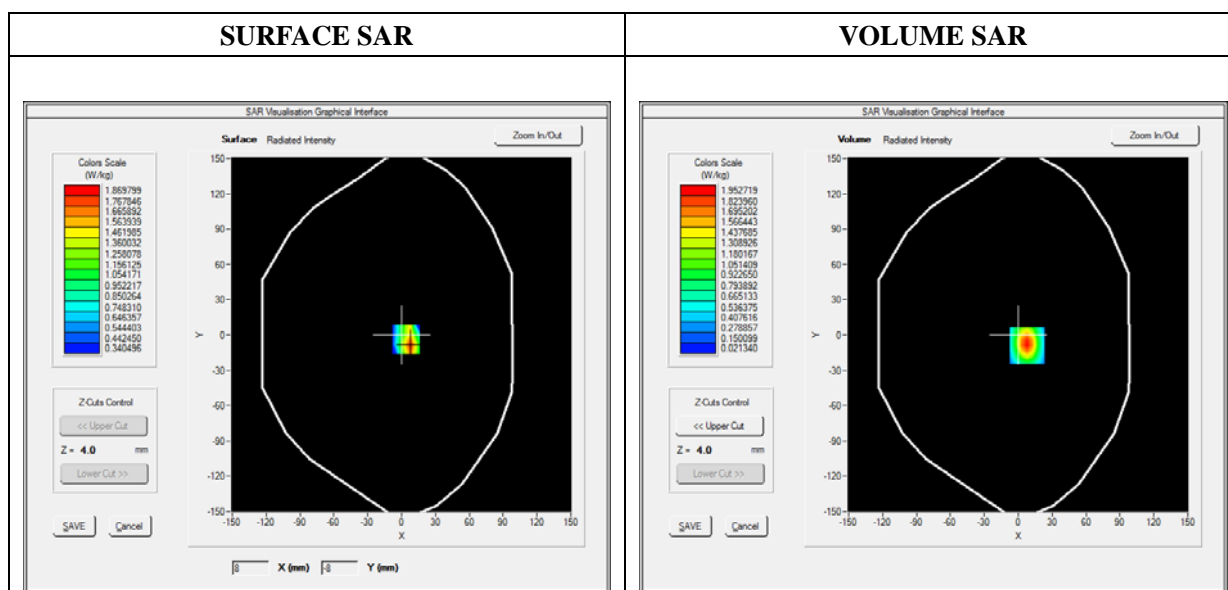 SURFACE SAR
VOLUME SAR
SAR Visualisation Graphical Interface
Surface Radiated Intensity
Zoom In/Out
Colors Scale
(W/kg)
1.869799
1.767846
1.665892
1.563939
1.461985
1.360032
1.258078
1.156125
1.054171
0.952217
0.850264
0.748310
0.646357
0.544403
0.442450
0.340496
Z-Cuts Control
<< Upper Cut
Z = 4.0 mm
Lower Cut >>
SAVE Cancel
150
120
90
60
30
0
-30
-60
-90
-120
-150
Y
-150 -120 -90 -60 -30 0 30 60 90 120 150
X
8 X (mm) -8 Y (mm)
SAR Visualisation Graphical Interface
Volume Radiated Intensity
Zoom In/Out
Colors Scale
(W/kg)
1.952719
1.823960
1.695202
1.566443
1.437685
1.308926
1.180167
1.051409
0.922650
0.793892
0.665133
0.536375
0.407616
0.278857
0.150099
0.021340
Z-Cuts Control
<< Upper Cut
Z = 4.0 mm
Lower Cut >>
SAVE Cancel
150
120
90
60
30
0
-30
-60
-90
-120
-150
Y
-150 -120 -90 -60 -30 0 30 60 90 120 150
X